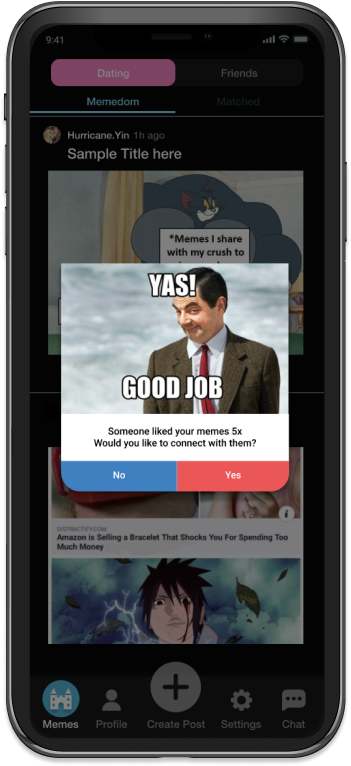 9:41
Dating
Friends
Memedom
Matched
Hurricane.Yin 1h ago
Sample Title here
*Memes I share
with my crush to
YAS!
GOOD JOB
Someone liked your memes 5x
Would you like to connect with them?
No
Yes
i
DISTRACTIFY.COM
Amazon is Selling a Bracelet That Shocks You For Spending Too
Much Money
Memes
Profile
Create Post
Settings
Chat